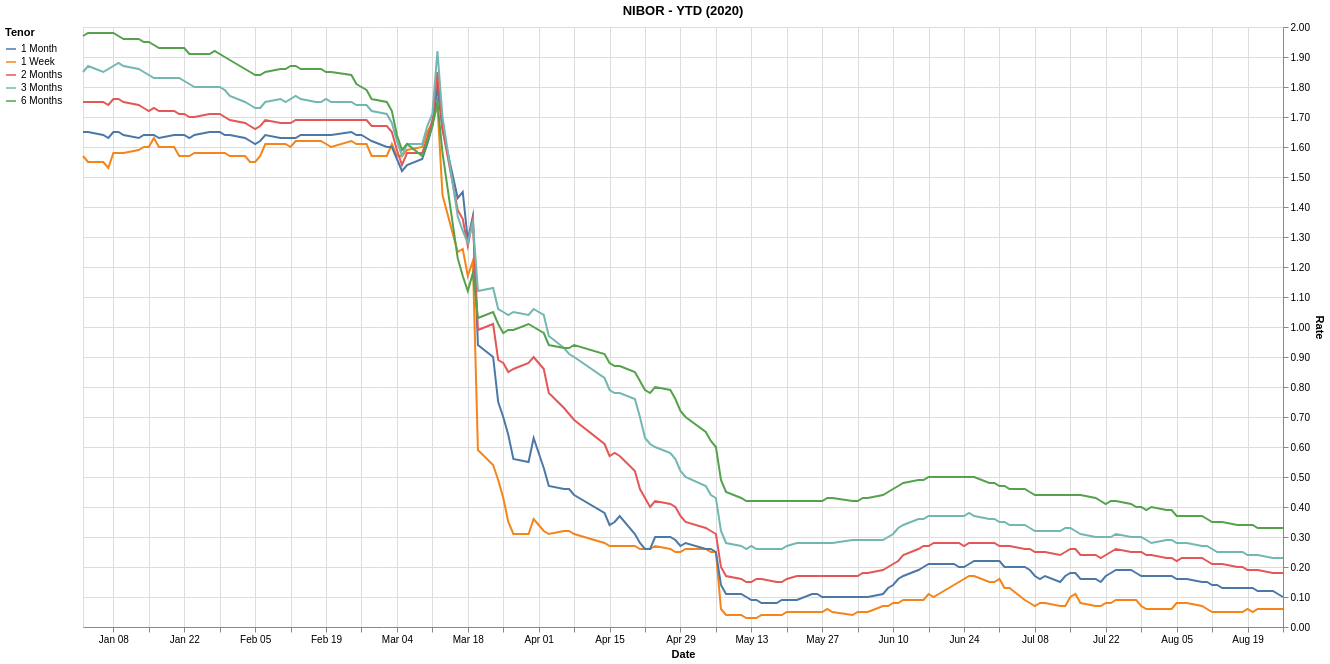 NIBOR - YTD (2020)
Tenor
1 Month
1 Week
2 Months
3 Months
6 Months
2.00
1.90
1.80
1.70
1.60
1.50
1.40
1.30
1.20
1.10
1.00
0.90
0.80
0.70
0.60
0.50
0.40
0.30
0.20
0.10
0.00
Rate
Jan 08 Jan 22 Feb 05 Feb 19 Mar 04 Mar 18 Apr 01 Apr 15 Apr 29 May 13 May 27 Jun 10 Jun 24 Jul 08 Jul 22 Aug 05 Aug 19
Date